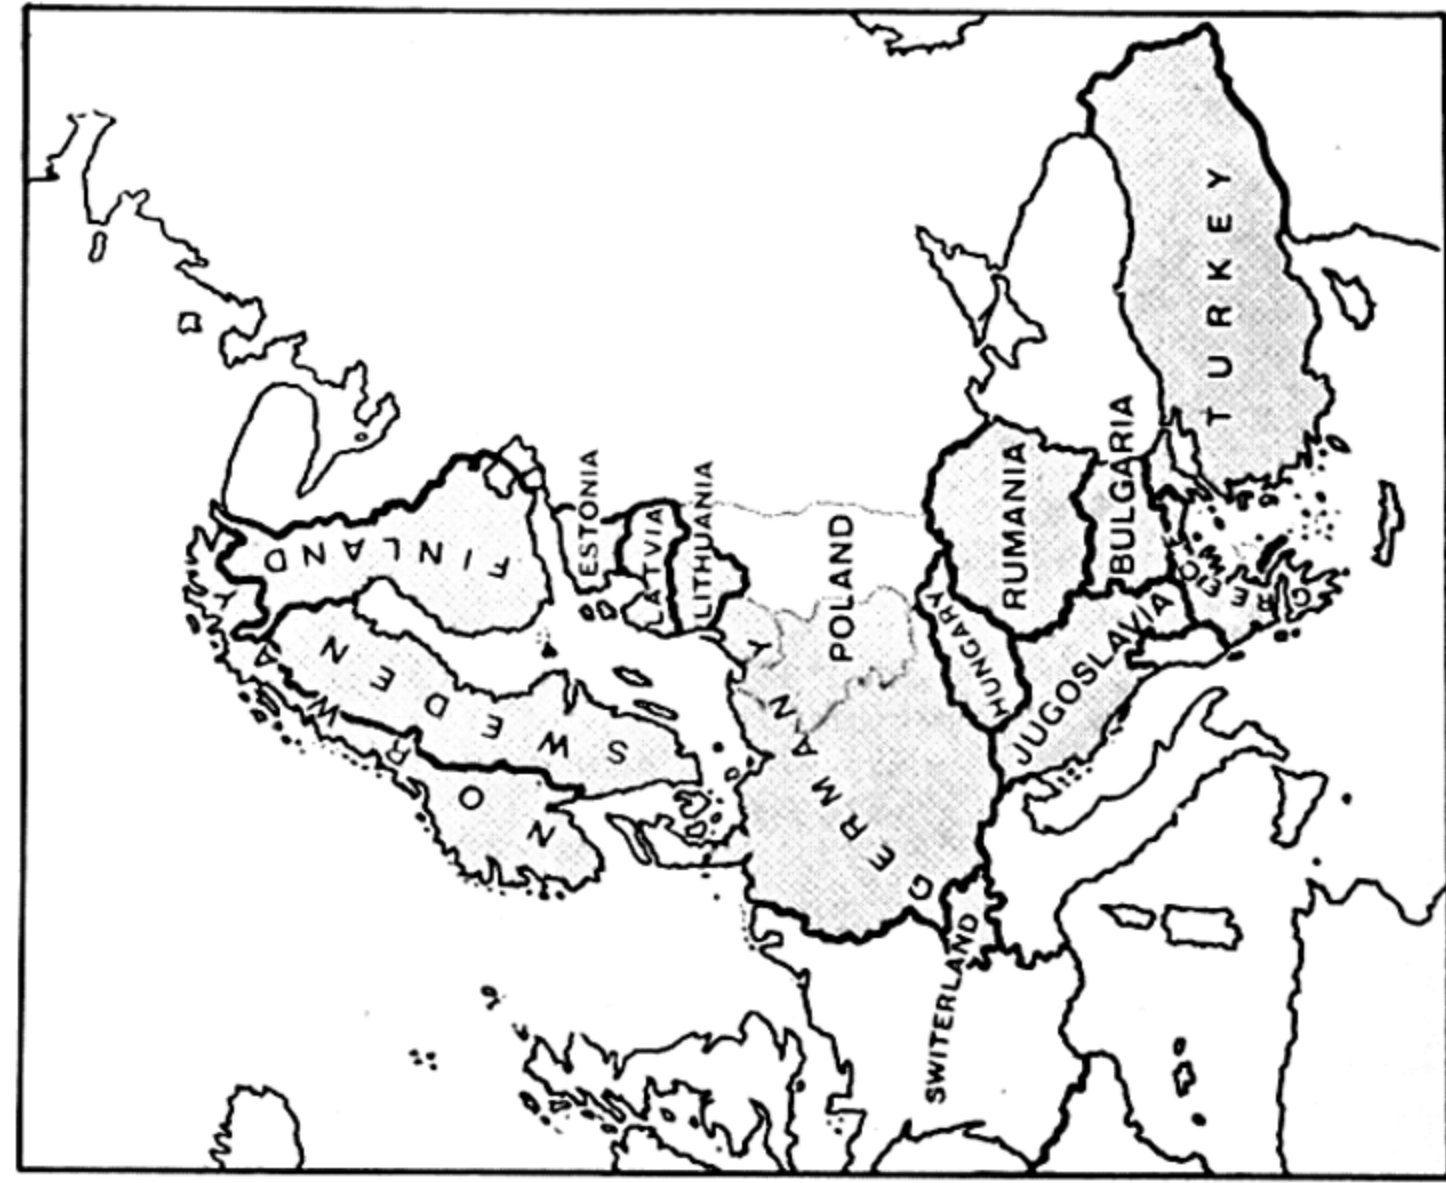 FINLAND
NORWAY
SWEDEN
ESTONIA
LATVIA
LITHUANIA
POLAND
GERMANY
SWITERLAND
HUNGARY
RUMANIA
JUGOSLAVIA
BULGARIA
GREECE
TURKEY